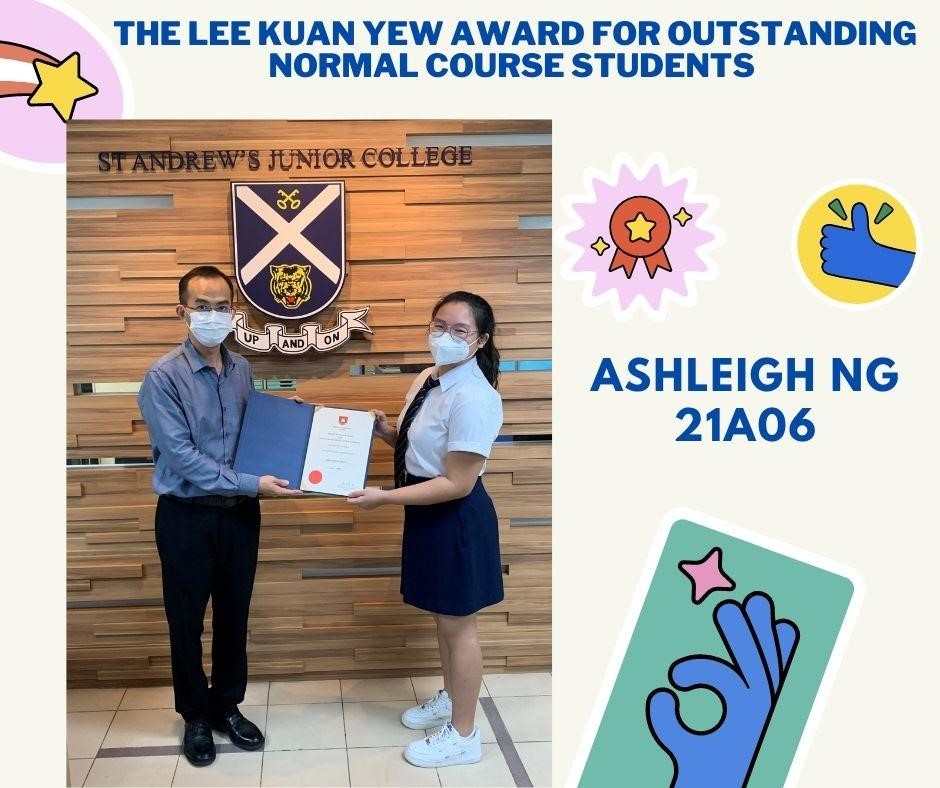 THE LEE KUAN YEW AWARD FOR OUTSTANDING
NORMAL COURSE STUDENTS
ST ANDREW'S JUNIOR COLLEGE
UP AND ON
ASHLEIGH NG
21A06